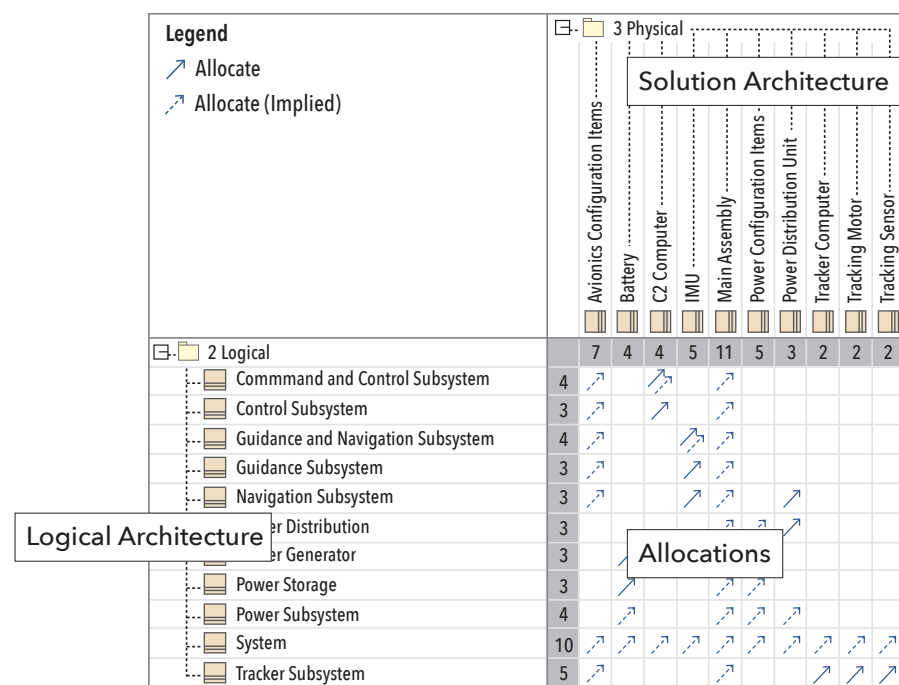 Legend
Allocate
Allocate (Implied)
3 Physical
Solution Architecture
Avionics Configuration Items
Battery
C2 Computer
IMU
Main Assembly
Power Configuration Items
Power Distribution Unit
Tracker Computer
Tracking Motor
Tracking Sensor
2 Logical 7 4 4 5 11 5 3 2 2 2
Commmand and Control Subsystem 4
Control Subsystem 3
Guidance and Navigation Subsystem 4
Guidance Subsystem 3
Navigation Subsystem 3
Logical Architecture
er Distribution 3
er Generator 3
Allocations
Power Storage 3
Power Subsystem 4
System 10
Tracker Subsystem 5